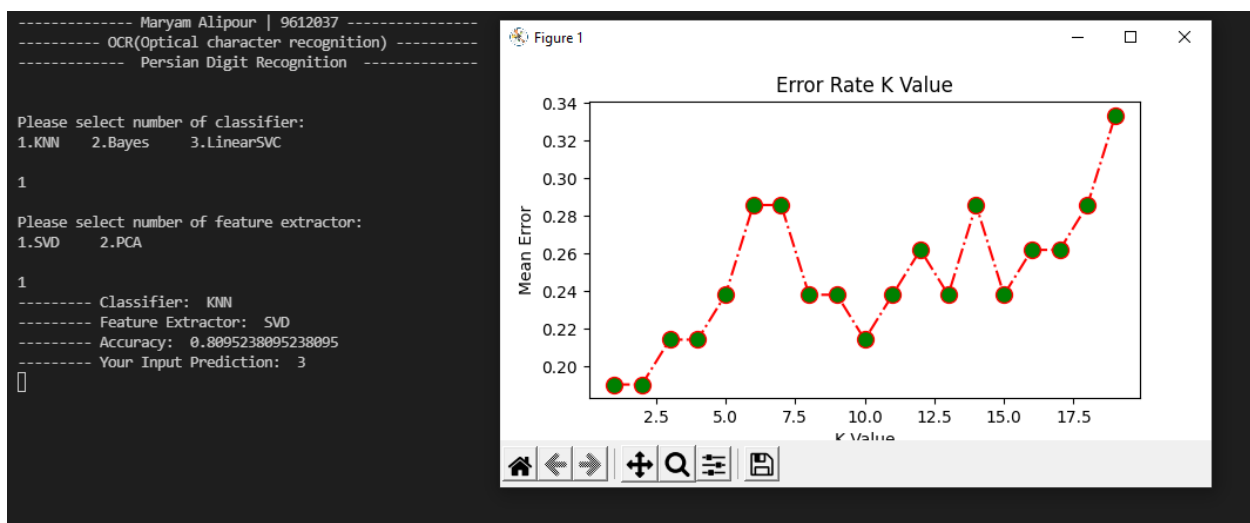 -------------- Maryam Alipour | 9612037 ----------------
---------- OCR(Optical character recognition) ----------
-------------  Persian Digit Recognition  --------------
Please select number of classifier:
1.KNN    2.Bayes     3.LinearSVC
1
Please select number of feature extractor:
1.SVD     2.PCA
1
--------- Classifier:  KNN
--------- Feature Extractor:  SVD
--------- Accuracy:  0.8095238095238095
--------- Your Input Prediction:  3
Figure 1
Error Rate K Value
Mean Error
0.34
0.32
0.30
0.28
0.26
0.24
0.22
0.20
2.5 5.0 7.5 10.0 12.5 15.0 17.5
K Value